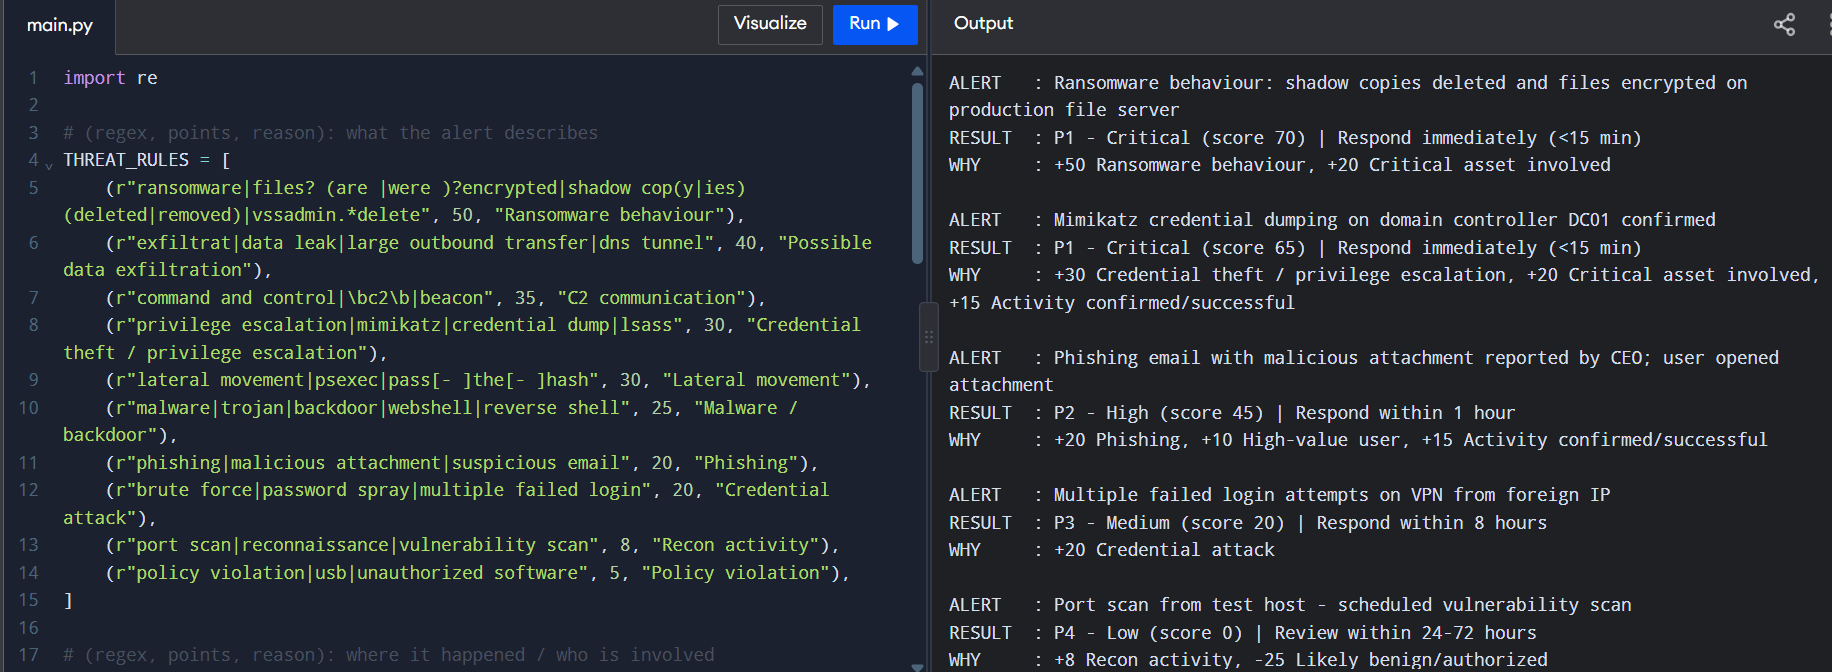 main.py
Visualize
Run
Output
1 import re
2
3 # (regex, points, reason): what the alert describes
4 THREAT_RULES = [
5 (r"ransomware|files? (are |were )?encrypted|shadow cop(y|ies)
(deleted|removed)|vssadmin.*delete", 50, "Ransomware behaviour"),
6 (r"exfiltrat|data leak|large outbound transfer|dns tunnel", 40, "Possible
data exfiltration"),
7 (r"command and control|\bc2\b|beacon", 35, "C2 communication"),
8 (r"privilege escalation|mimikatz|credential dump|lsass", 30, "Credential
theft / privilege escalation"),
9 (r"lateral movement|psexec|pass[- ]the[- ]hash", 30, "Lateral movement"),
10 (r"malware|trojan|backdoor|webshell|reverse shell", 25, "Malware /
backdoor"),
11 (r"phishing|malicious attachment|suspicious email", 20, "Phishing"),
12 (r"brute force|password spray|multiple failed login", 20, "Credential
attack"),
13 (r"port scan|reconnaissance|vulnerability scan", 8, "Recon activity"),
14 (r"policy violation|usb|unauthorized software", 5, "Policy violation"),
15 ]
16
17 # (regex, points, reason): where it happened / who is involved
ALERT : Ransomware behaviour: shadow copies deleted and files encrypted on
production file server
RESULT : P1 - Critical (score 70) | Respond immediately (<15 min)
WHY : +50 Ransomware behaviour, +20 Critical asset involved
ALERT : Mimikatz credential dumping on domain controller DC01 confirmed
RESULT : P1 - Critical (score 65) | Respond immediately (<15 min)
WHY : +30 Credential theft / privilege escalation, +20 Critical asset involved,
+15 Activity confirmed/successful
ALERT : Phishing email with malicious attachment reported by CEO; user opened
attachment
RESULT : P2 - High (score 45) | Respond within 1 hour
WHY : +20 Phishing, +10 High-value user, +15 Activity confirmed/successful
ALERT : Multiple failed login attempts on VPN from foreign IP
RESULT : P3 - Medium (score 20) | Respond within 8 hours
WHY : +20 Credential attack
ALERT : Port scan from test host - scheduled vulnerability scan
RESULT : P4 - Low (score 0) | Review within 24-72 hours
WHY : +8 Recon activity, -25 Likely benign/authorized